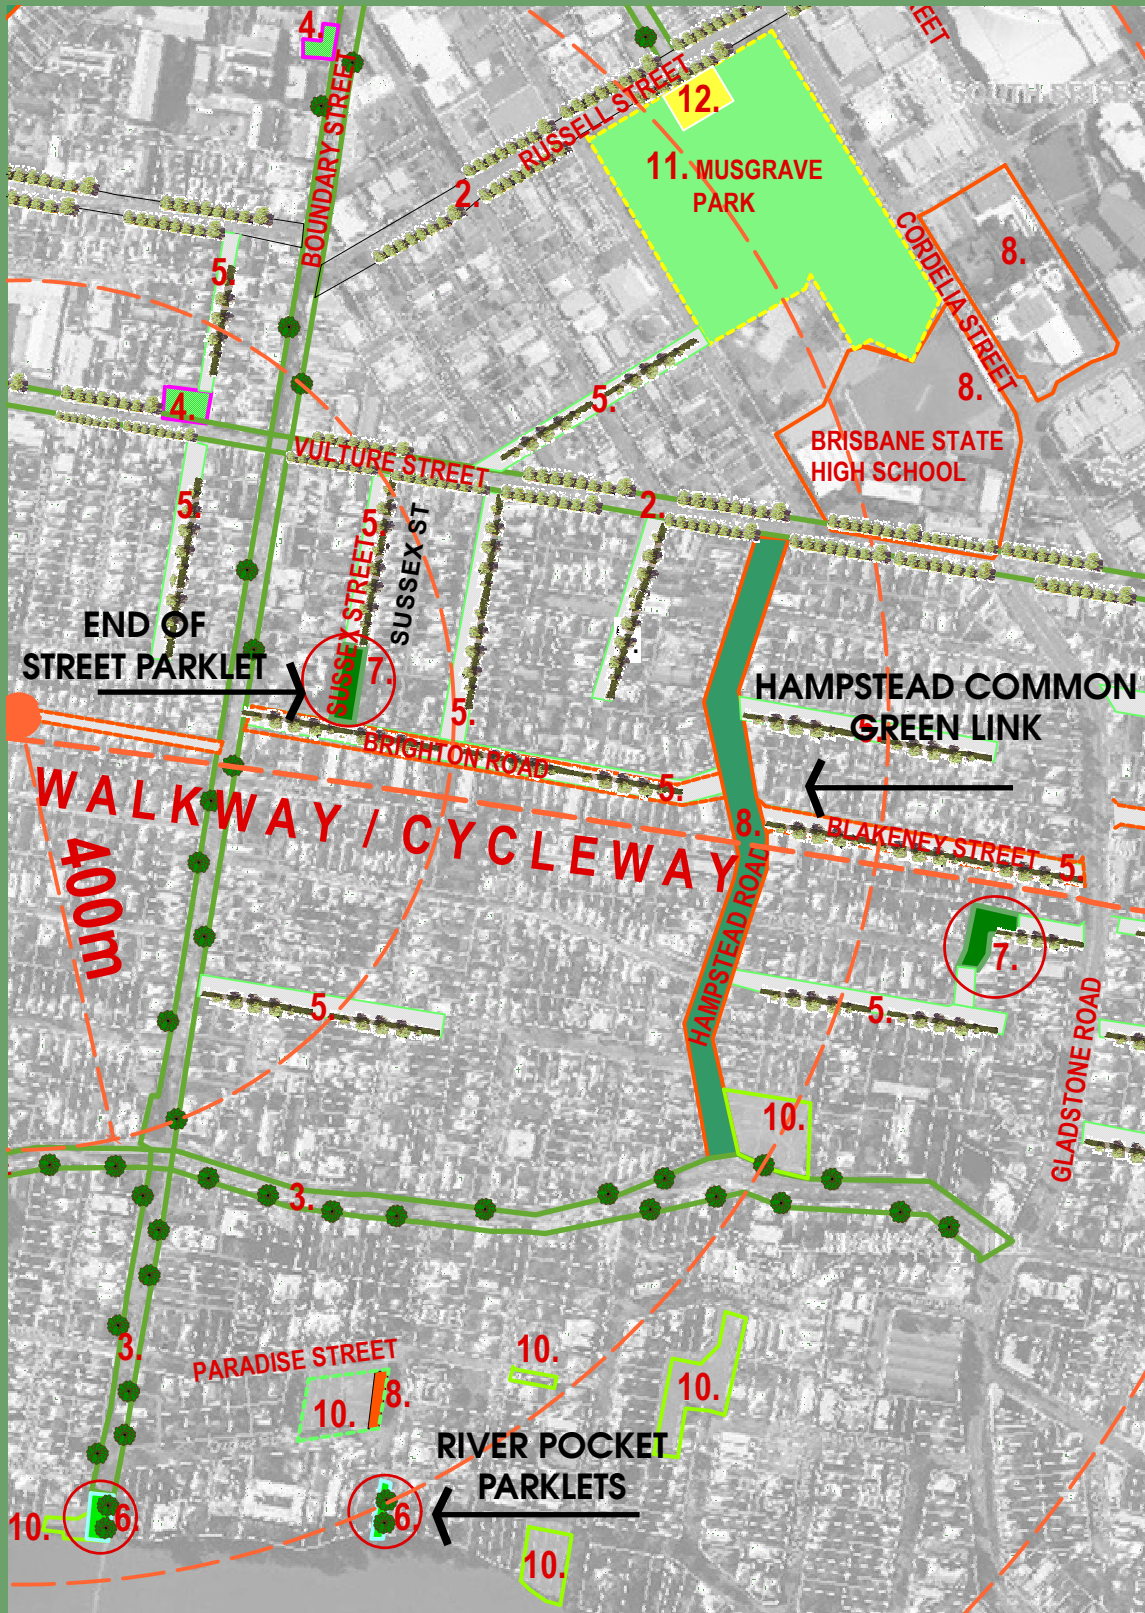 4.
STREET
BOUNDARY STREET
RUSSELL STREET
12.
11. MUSGRAVE
PARK
2.
CORDELIA STREET
8.
5.
4.
5.
8.
BRISBANE STATE
HIGH SCHOOL
VULTURE STREET
2.
5.
5.
SUSSEX STREET
SUSSEX ST
END OF
STREET PARKLET
7.
5.
HAMPSTEAD COMMON
GREEN LINK
5.
BRIGHTON ROAD
5.
WALKWAY / CYCLEWAY
8.
BLAKENEY STREET
5.
400m
HAMPSTEAD ROAD
7.
5.
5.
GLADSTONE ROAD
10.
3.
3.
PARADISE STREET
10.
8.
10.
10.
RIVER POCKET
PARKLETS
10.
6.
6.
10.